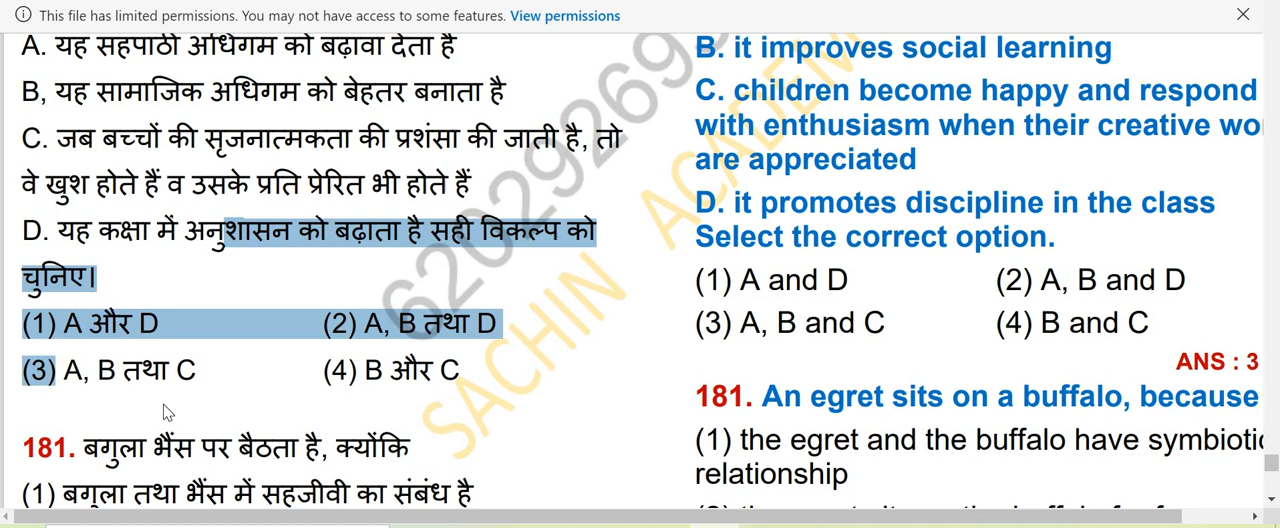 This file has limited permissions. You may not have access to some features. View permissions
A. यह सहपाठी अधिगम को बढ़ावा देता है
B, यह सामाजिक अधिगम को बेहतर बनाता है
C. जब बच्चों की सृजनात्मकता की प्रशंसा की जाती है, तो
वे खुश होते हैं व उसके प्रति प्रेरित भी होते हैं
D. यह कक्षा में अनुशासन को बढ़ाता है सही विकल्प को
चुनिए।
(1) A और D (2) A, B तथा D
(3) A, B तथा C (4) B और C
181. बगुला भैंस पर बैठता है, क्योंकि
(1) बगुला तथा भैंस में सहजीवी का संबंध है
B. it improves social learning
C. children become happy and respond
with enthusiasm when their creative wo
are appreciated
D. it promotes discipline in the class
Select the correct option.
(1) A and D (2) A, B and D
(3) A, B and C (4) B and C
ANS : 3
181. An egret sits on a buffalo, because
(1) the egret and the buffalo have symbiotic
relationship
620292695
SACHIN ACADEM